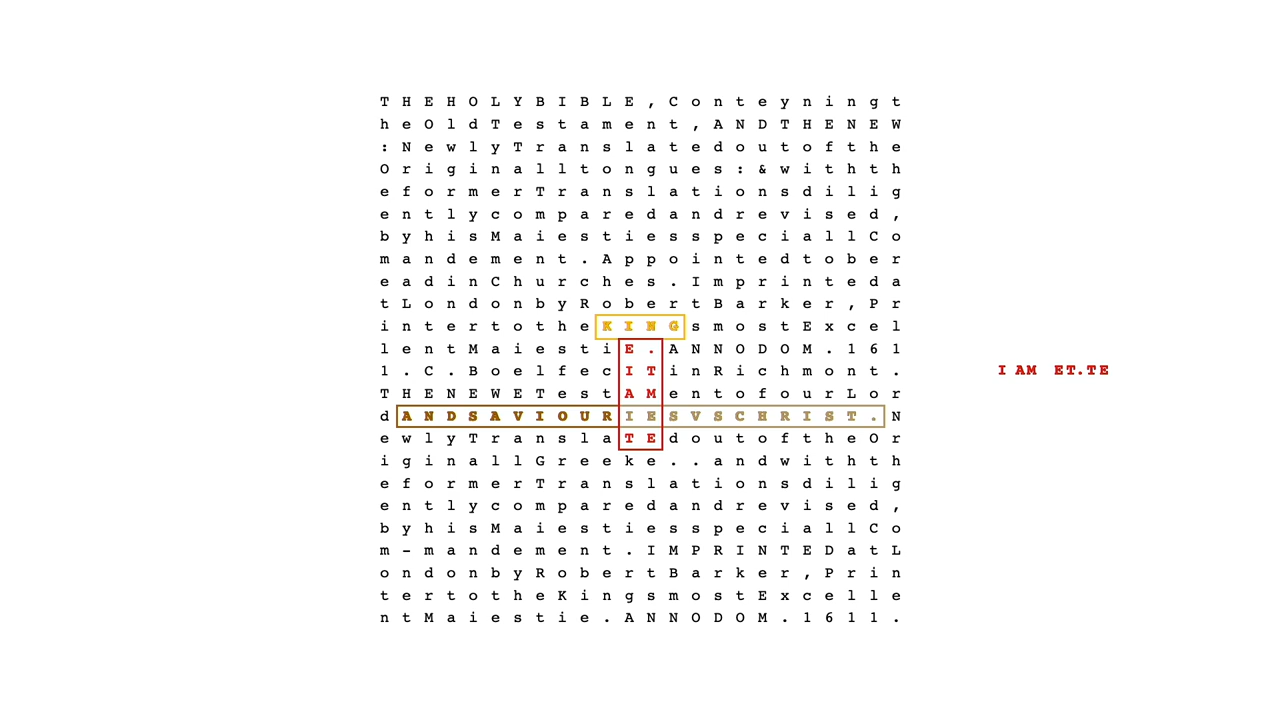 THEHOLYBIBLE,Conteyningt
heOldTestament,ANDTHENEW
:NewlyTranslatedoutofthe
Originalltongues:&withth
eformerTranslationsdilig
entlycomparedandrevised,
byhisMaiestiesspeciallCo
mandement.Appointedtober
eadinChurches.Imprinteda
tLondonbyRobertBarker,Pr
intertotheKINGsmostExcel
lentMaiestiE.ANNODOM.161
1.C.BoelfecITinRichmont.
THENEWETestAMentofourLor
dANDSAVIOURIESVSCHRIST.N
ewlyTranslaTEdoutoftheOr
iginallGreeke..andwithth
eformerTranslationsdilig
entlycomparedandrevised,
byhisMaiestiesspeciallCo
m-mandement.IMPRINTEDatL
ondonbyRobertBarker,Prin
tertotheKingsmostExcelle
ntMaiestie.ANNODOM.1611.
I AM ET.TE